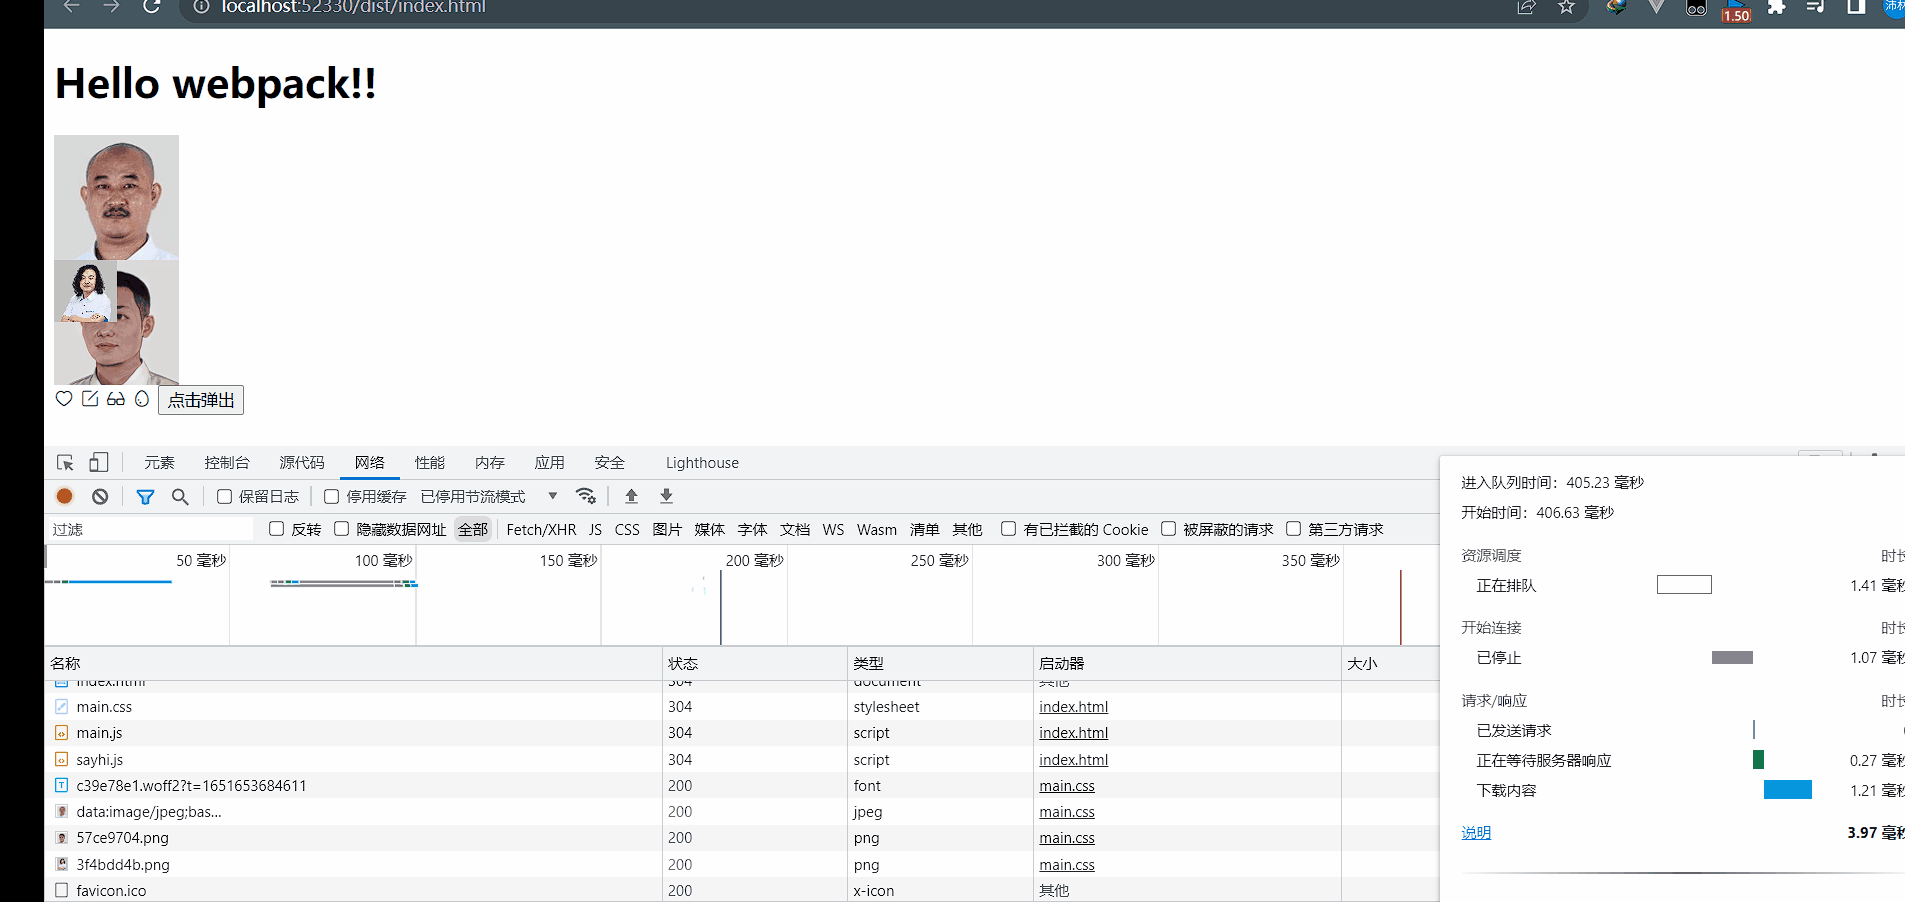 localhost:52330/dist/index.html
1.50
Hello webpack!!
点击弹出
元素 控制台 源代码 网络 性能 内存 应用 安全 Lighthouse
保留日志 停用缓存 已停用节流模式
过滤 反转 隐藏数据网址 全部 Fetch/XHR JS CSS 图片 媒体 字体 文档 WS Wasm 清单 其他 有已拦截的 Cookie 被屏蔽的请求 第三方请求
50 毫秒 100 毫秒 150 毫秒 200 毫秒 250 毫秒 300 毫秒 350 毫秒
名称 状态 类型 启动器 大小
index.html 304 document 其他
main.css 304 stylesheet index.html
main.js 304 script index.html
sayhi.js 304 script index.html
c39e78e1.woff2?t=1651653684611 200 font main.css
data:image/jpeg;bas... 200 jpeg main.css
57ce9704.png 200 png main.css
3f4bdd4b.png 200 png main.css
favicon.ico 200 x-icon 其他
进入队列时间：405.23 毫秒
开始时间：406.63 毫秒
资源调度 时长
正在排队 1.41 毫秒
开始连接 时长
已停止 1.07 毫秒
请求/响应 时长
已发送请求
正在等待服务器响应 0.27 毫秒
下载内容 1.21 毫秒
说明 3.97 毫秒